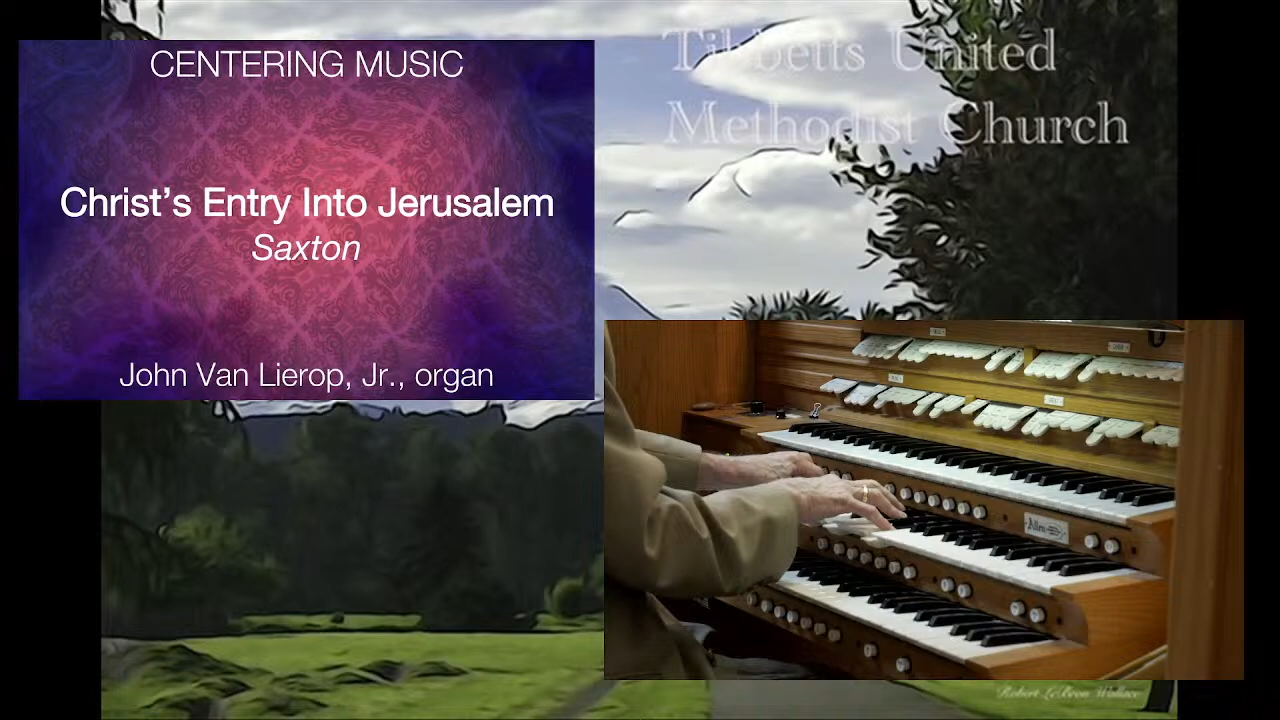 CENTERING MUSIC
Christ's Entry Into Jerusalem
Saxton
John Van Lierop, Jr., organ
Tibbetts United
Methodist Church
Allen
Robert LeBron Wallace